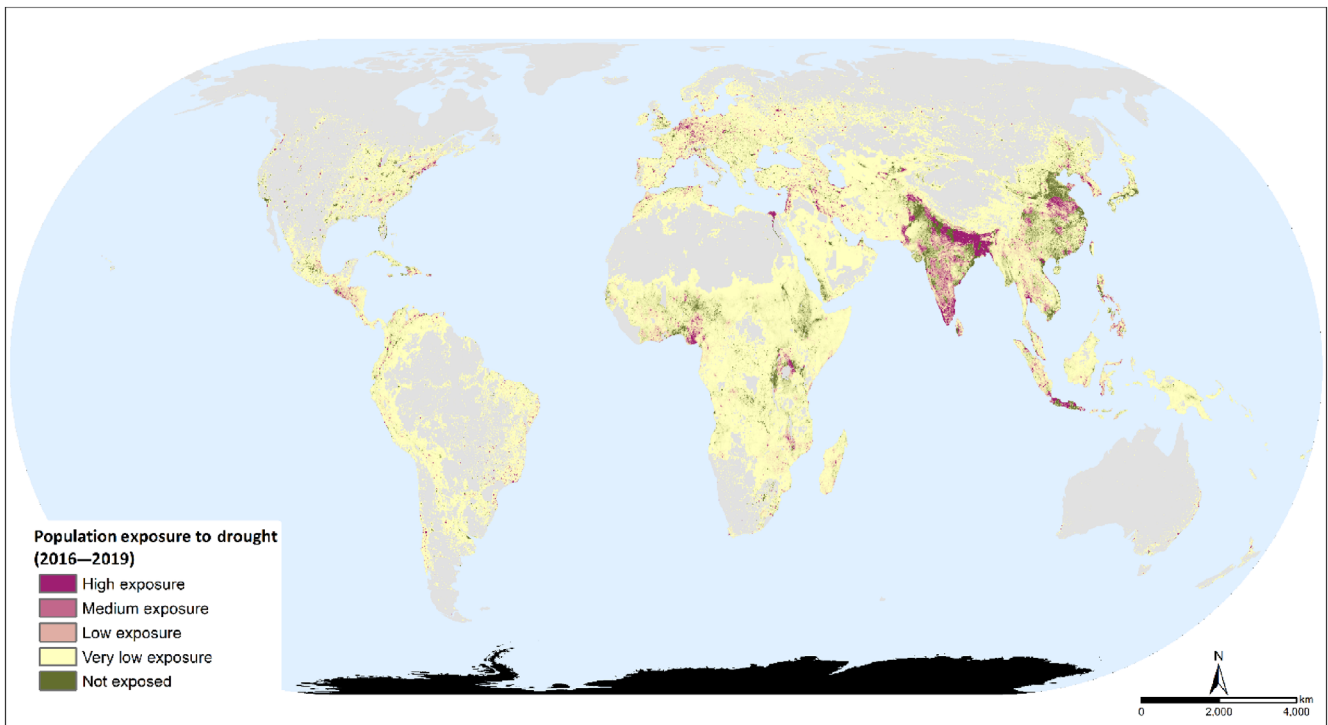 Population exposure to drought
(2016—2019)
High exposure
Medium exposure
Low exposure
Very low exposure
Not exposed
N
km
0 2,000 4,000